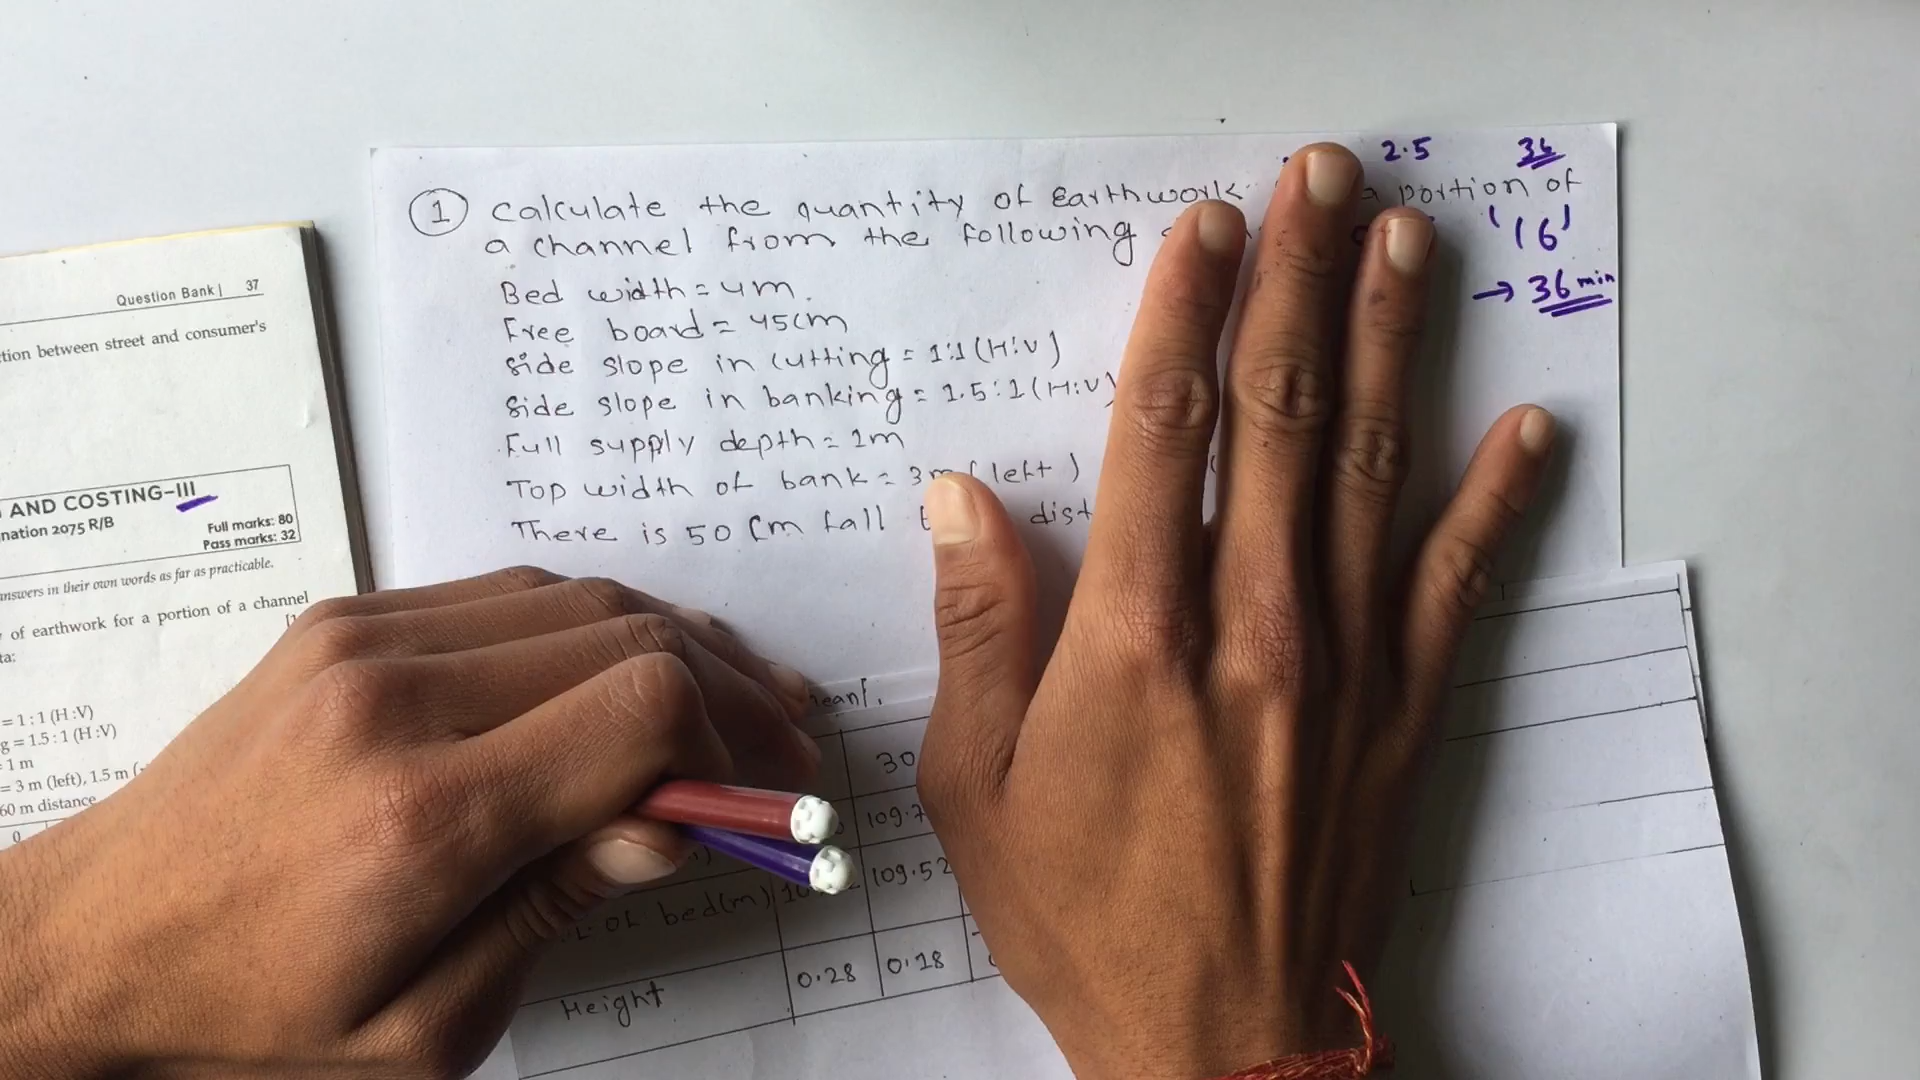 Question Bank | 37
tion between street and consumer's
AND COSTING-III
nation 2075 R/B
Full marks: 80
Pass marks: 32
answers in their own words as far as practicable.
of earthwork for a portion of a channel
ta:
= 1:1 (H:V)
g = 1.5:1 (H:V)
1 m
= 3 m (left), 1.5 m (
60 m distance
0
2.5
36
1 Calculate the quantity of Earthwork a portion of
a channel from the following
'16'
→ 36 min
Bed width = 4m.
Free board = 45cm
Side slope in cutting = 1:1 (H:V)
Side slope in banking = 1.5:1 (H:V)
Full supply depth = 1m
Top width of bank = 3m (left)
There is 50 cm fall dist
30
109.7
of bed(m) 109.52
Height 0.28 0.18